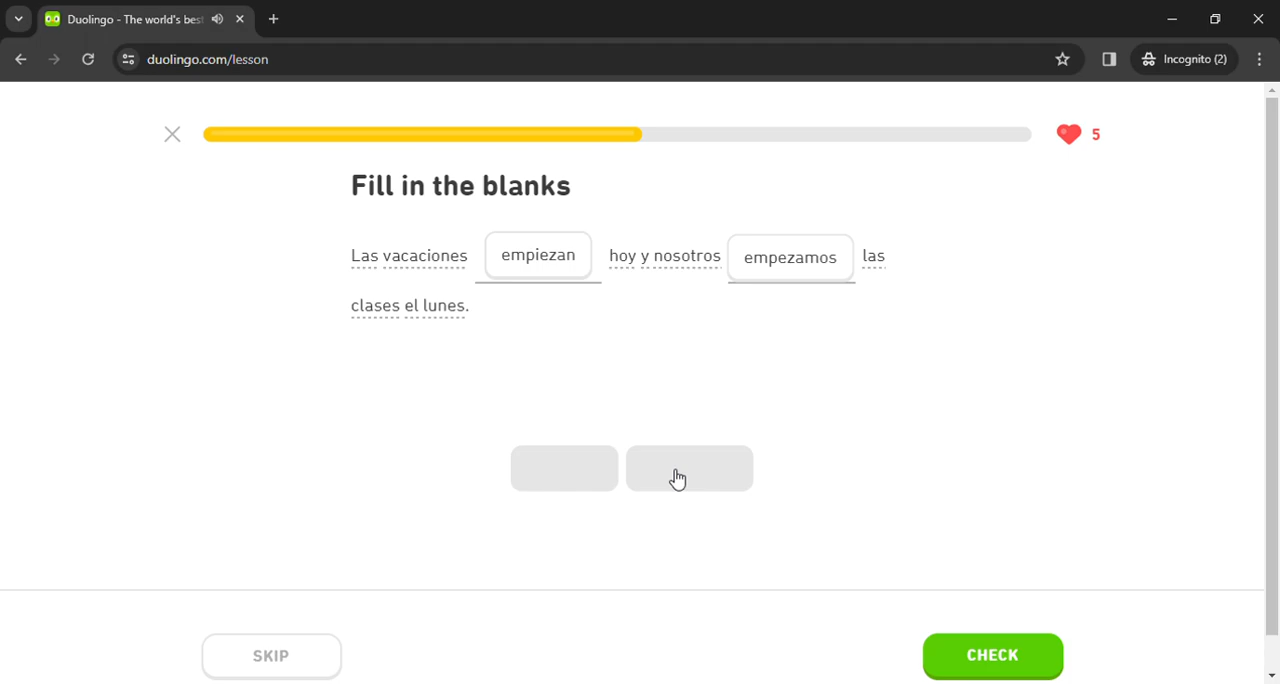 Duolingo - The world's bes
duolingo.com/lesson
Incognito (2)
5
Fill in the blanks
Las vacaciones empiezan hoy y nosotros empezamos las
clases el lunes.
SKIP
CHECK